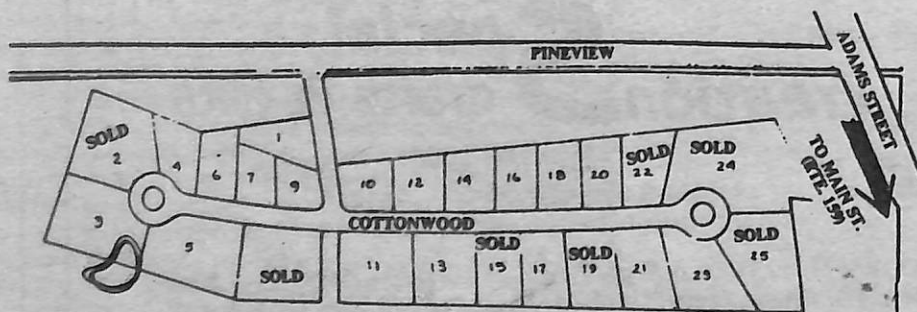 PINEVIEW
ADAMS STREET
TO MAIN ST.
(RTE. 159)
SOLD
2
4
6
7
1
9
10
12
14
16
18
20
SOLD
22
SOLD
24
3
5
COTTONWOOD
SOLD
11
13
SOLD
15
17
SOLD
19
21
23
SOLD
25